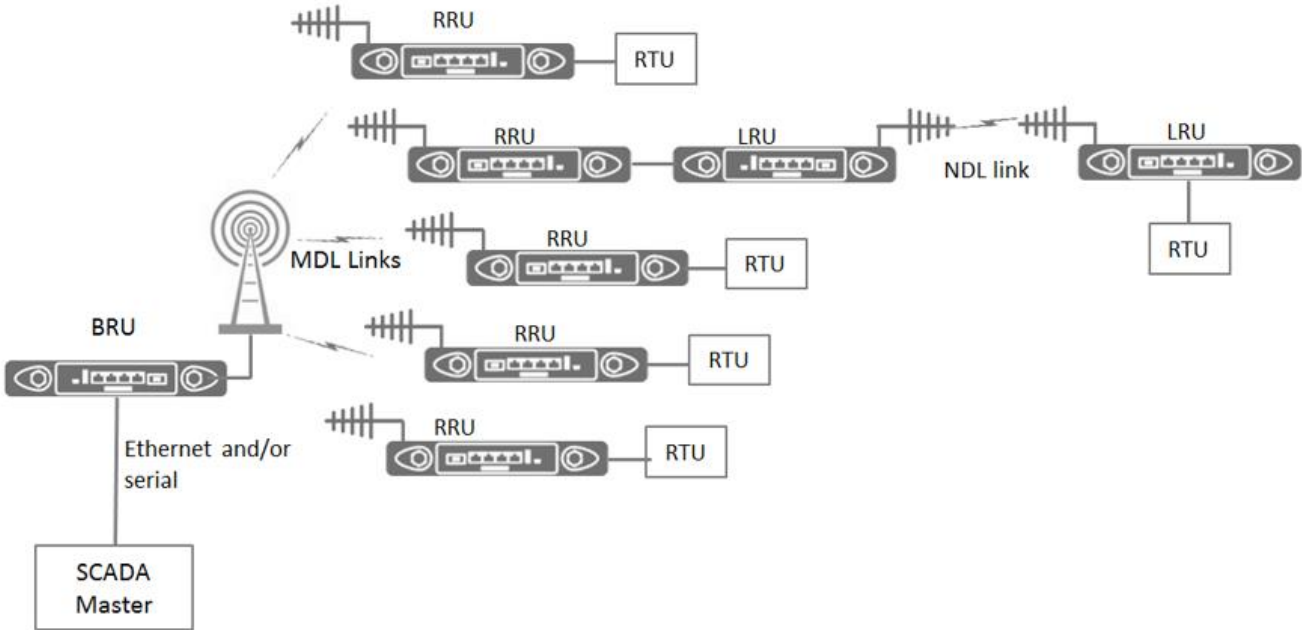 RRU
RTU
RRU
LRU
LRU
NDL link
RTU
MDL Links
RRU
RTU
BRU
RRU
RTU
Ethernet and/or
serial
RRU
RTU
SCADA
Master